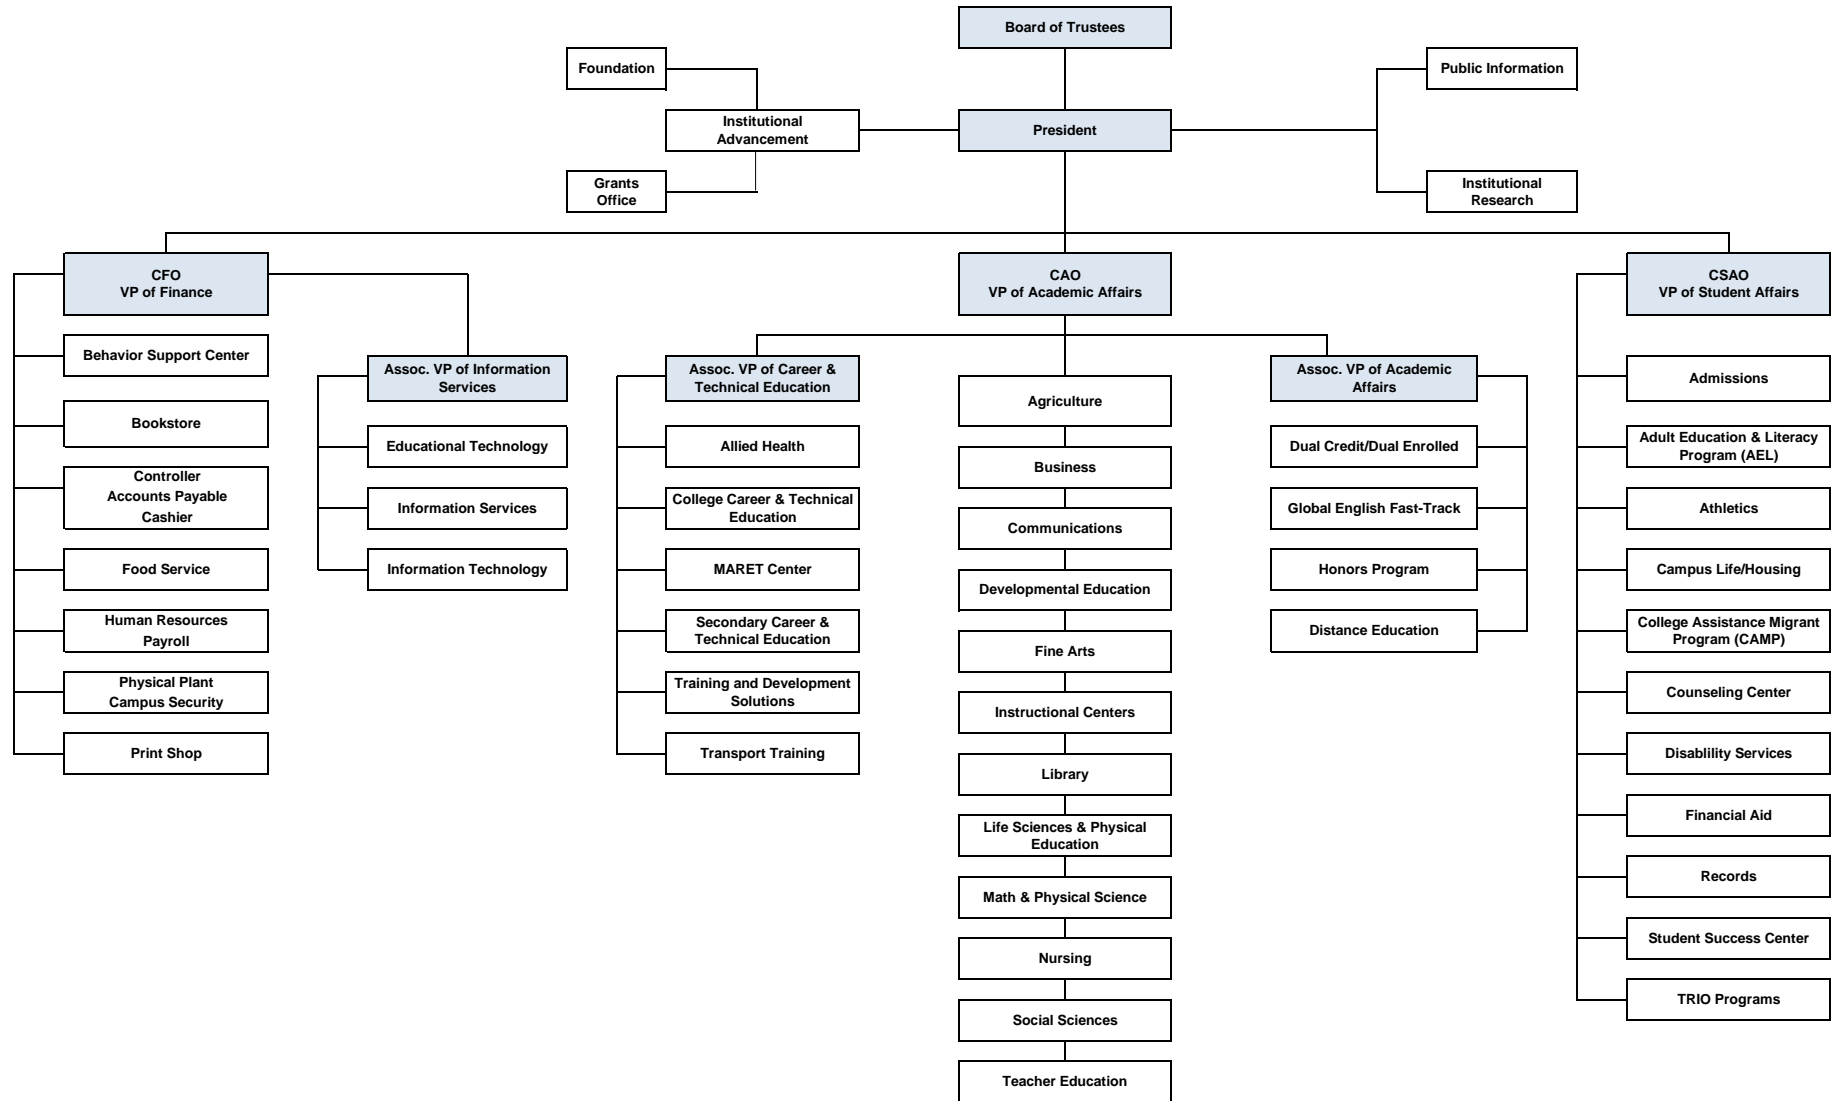 Board of Trustees
Foundation
Public Information
Institutional
Advancement
President
Grants
Office
Institutional
Research
CFO
VP of Finance
CAO
VP of Academic Affairs
CSAO
VP of Student Affairs
Behavior Support Center
Bookstore
Controller
Accounts Payable
Cashier
Food Service
Human Resources
Payroll
Physical Plant
Campus Security
Print Shop
Assoc. VP of Information
Services
Educational Technology
Information Services
Information Technology
Assoc. VP of Career &
Technical Education
Allied Health
College Career & Technical
Education
MARET Center
Secondary Career &
Technical Education
Training and Development
Solutions
Transport Training
Agriculture
Business
Communications
Developmental Education
Fine Arts
Instructional Centers
Library
Life Sciences & Physical
Education
Math & Physical Science
Nursing
Social Sciences
Teacher Education
Assoc. VP of Academic
Affairs
Dual Credit/Dual Enrolled
Global English Fast-Track
Honors Program
Distance Education
Admissions
Adult Education & Literacy
Program (AEL)
Athletics
Campus Life/Housing
College Assistance Migrant
Program (CAMP)
Counseling Center
Disablility Services
Financial Aid
Records
Student Success Center
TRIO Programs